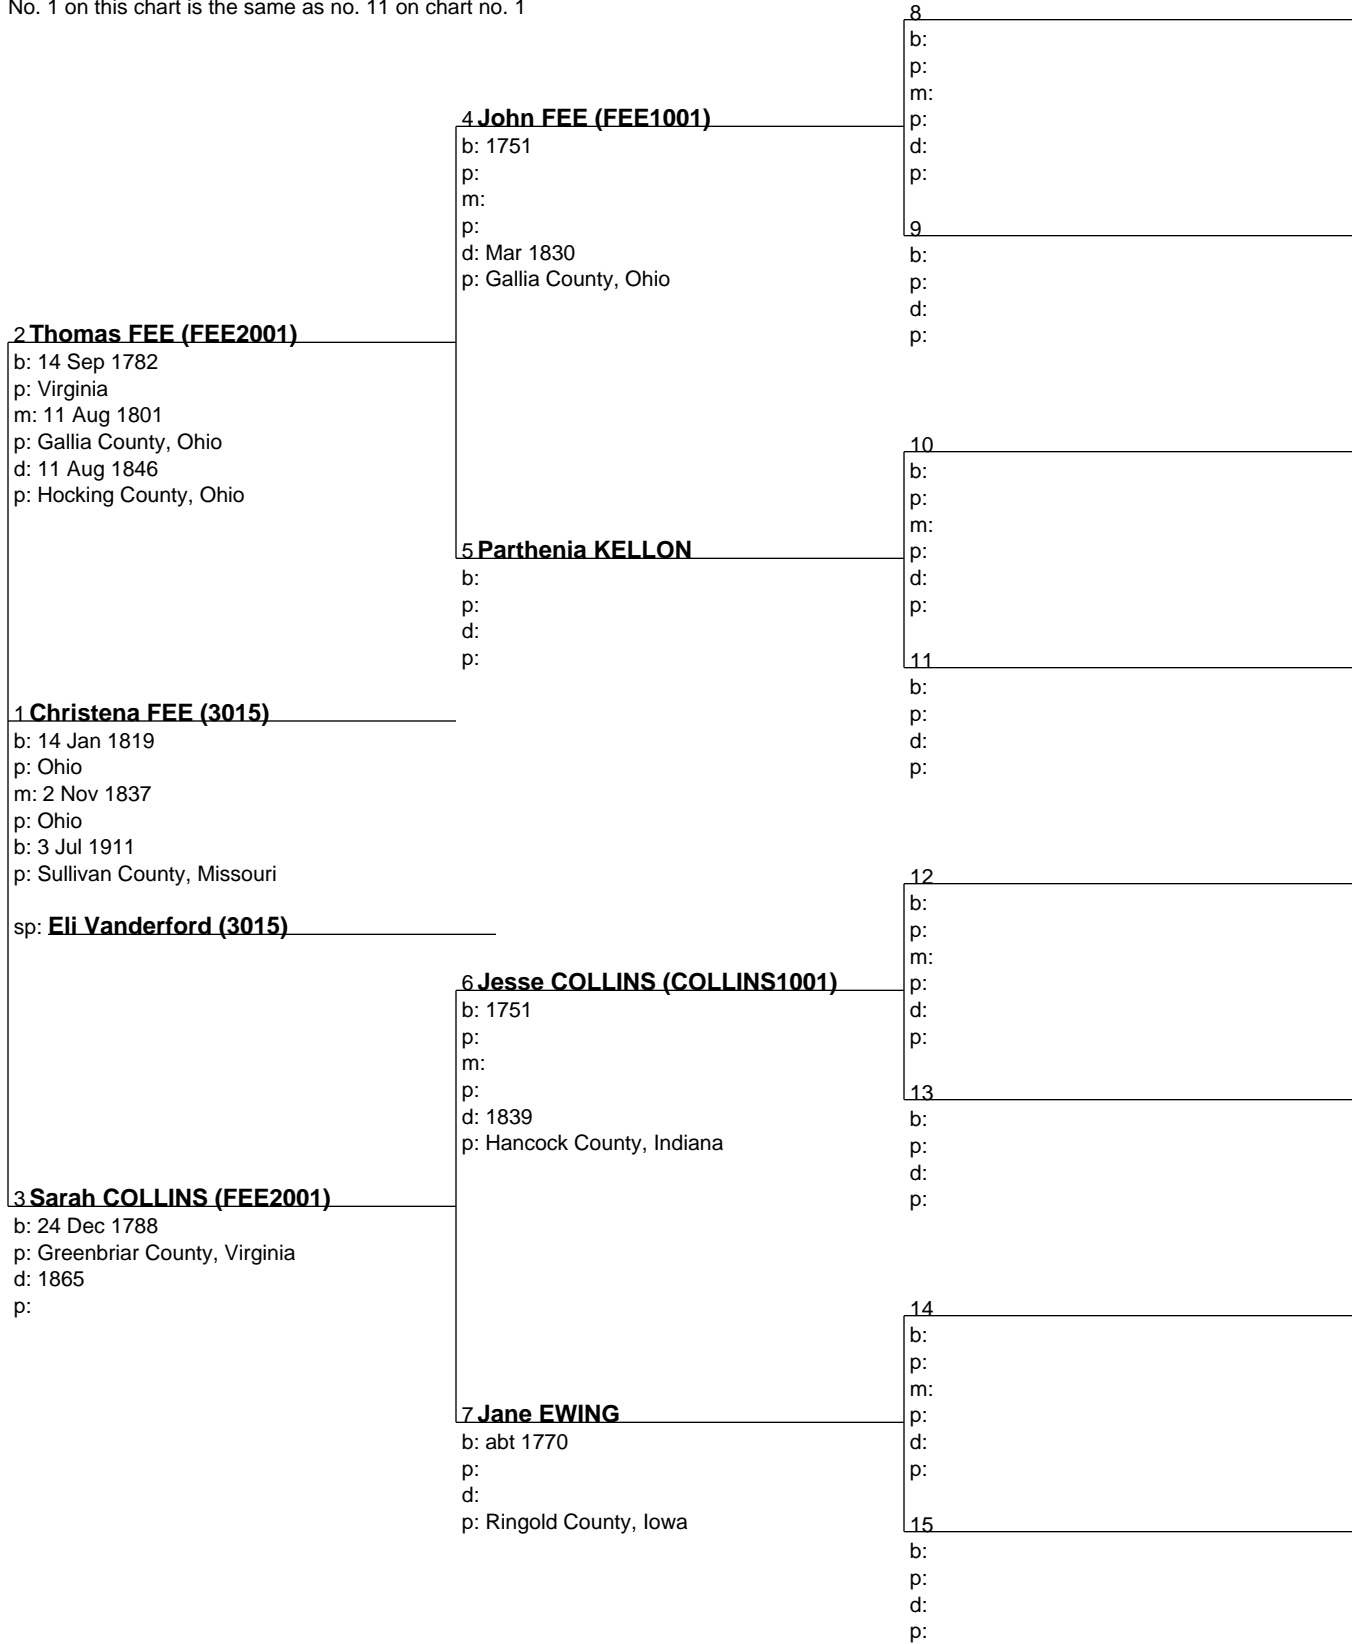 No. 1 on this chart is the same as no. 11 on chart no. 1
2 Thomas FEE (FEE2001)
b: 14 Sep 1782
p: Virginia
m: 11 Aug 1801
p: Gallia County, Ohio
d: 11 Aug 1846
p: Hocking County, Ohio
1 Christena FEE (3015)
b: 14 Jan 1819
p: Ohio
m: 2 Nov 1837
p: Ohio
b: 3 Jul 1911
p: Sullivan County, Missouri
sp: Eli Vanderford (3015)
3 Sarah COLLINS (FEE2001)
b: 24 Dec 1788
p: Greenbriar County, Virginia
d: 1865
p:
4 John FEE (FEE1001)
b: 1751
p:
m:
p:
d: Mar 1830
p: Gallia County, Ohio
5 Parthenia KELLON
b:
p:
d:
p:
6 Jesse COLLINS (COLLINS1001)
b: 1751
p:
m:
p:
d: 1839
p: Hancock County, Indiana
7 Jane EWING
b: abt 1770
p:
d:
p: Ringold County, Iowa
8
b:
p:
m:
p:
d:
p:
9
b:
p:
d:
p:
10
b:
p:
m:
p:
d:
p:
11
b:
p:
d:
p:
12
b:
p:
m:
p:
d:
p:
13
b:
p:
d:
p:
14
b:
p:
m:
p:
d:
p:
15
b:
p:
d:
p: